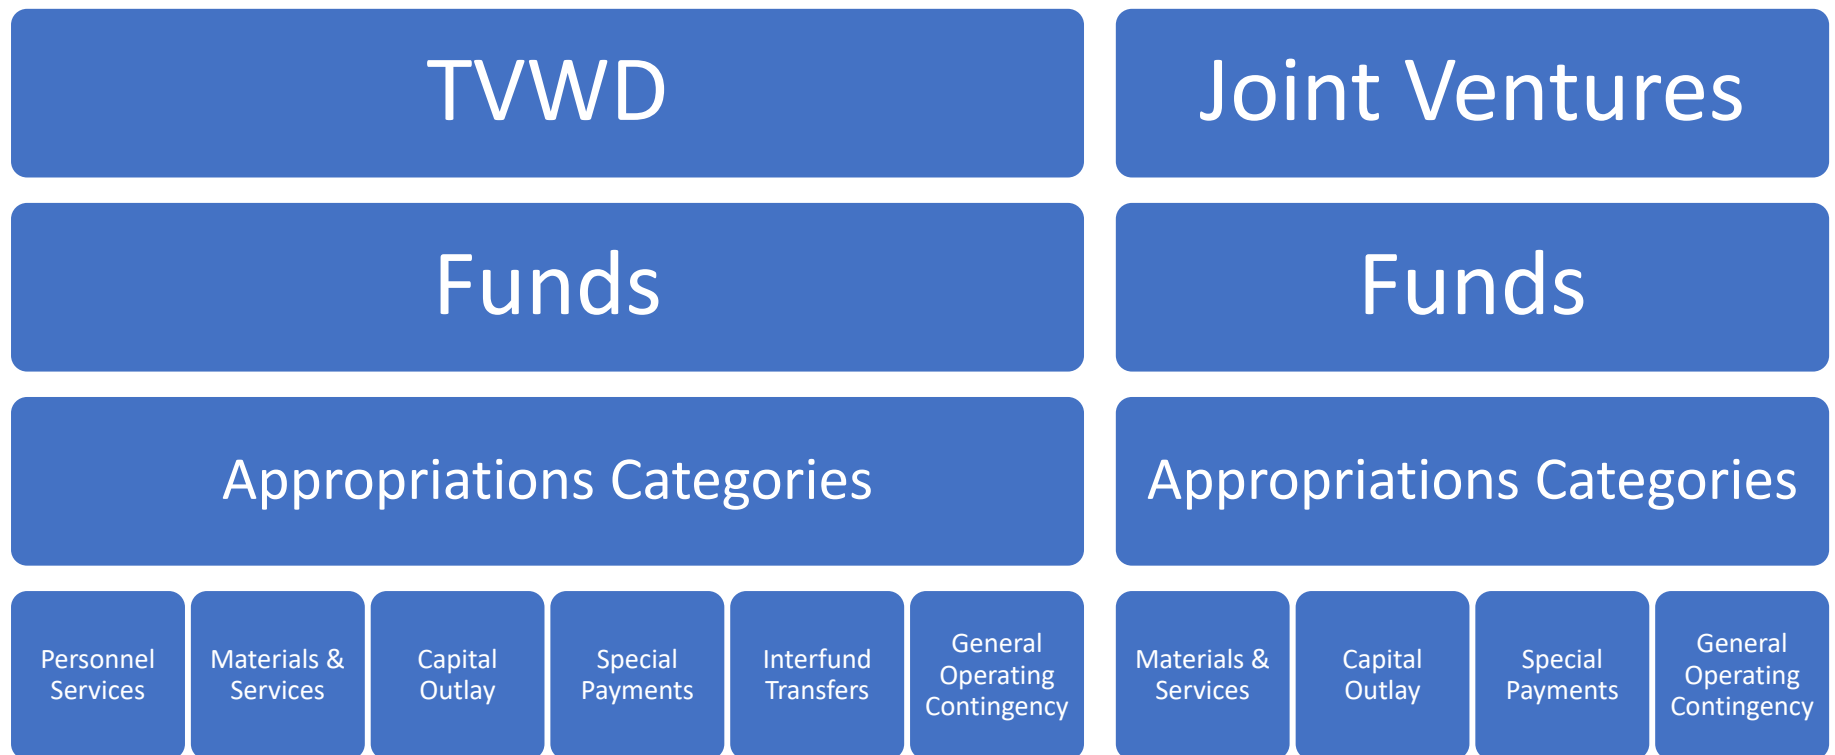 TVWD
Joint Ventures
Funds
Funds
Appropriations Categories
Appropriations Categories
Personnel
Services
Materials &
Services
Capital
Outlay
Special
Payments
Interfund
Transfers
General
Operating
Contingency
Materials &
Services
Capital
Outlay
Special
Payments
General
Operating
Contingency